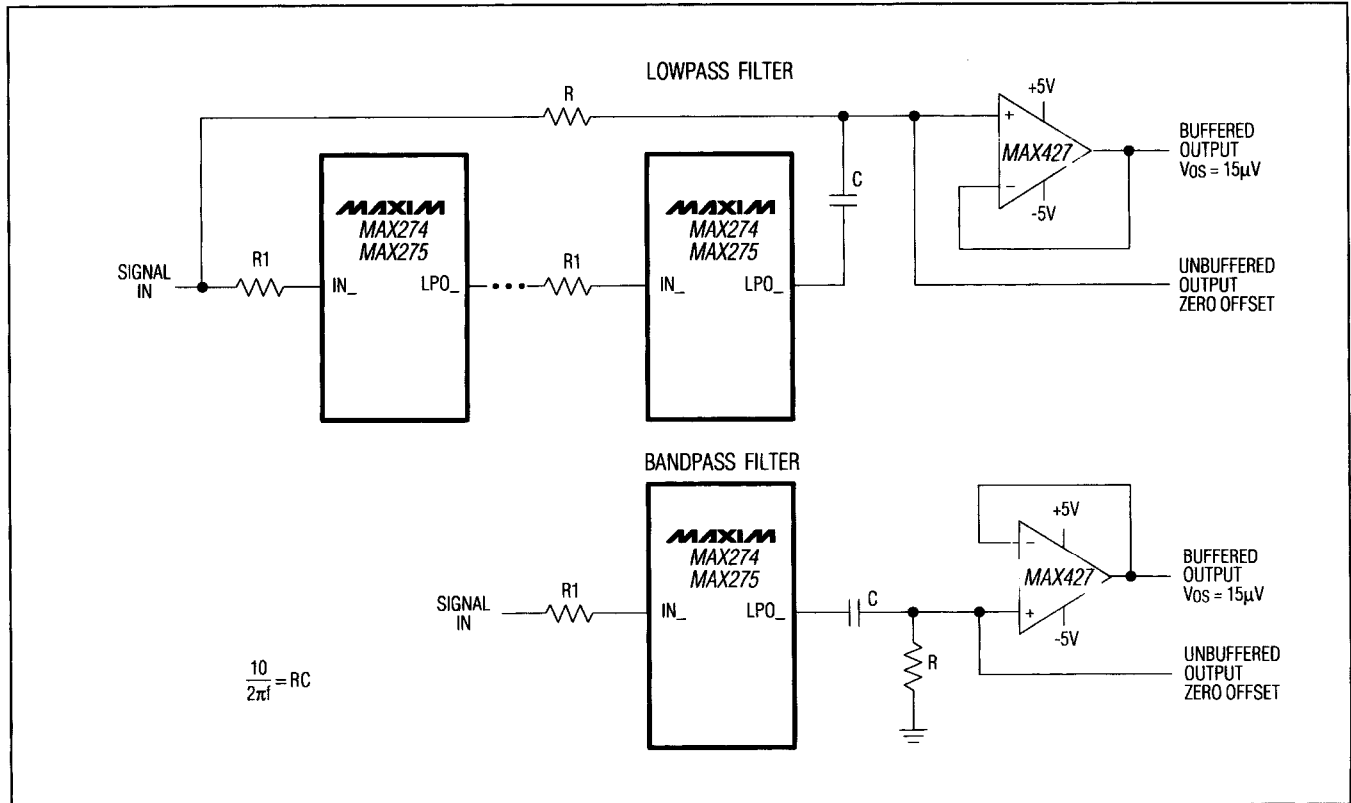 LOWPASS FILTER
R
+5V
+
MAX427
-
-5V
BUFFERED
OUTPUT
VOS = 15µV
C
MAXIM
MAX274
MAX275
MAXIM
MAX274
MAX275
SIGNAL
IN
R1
IN_
LPO_
R1
IN_
LPO_
UNBUFFERED
OUTPUT
ZERO OFFSET
BANDPASS FILTER
MAXIM
MAX274
MAX275
+5V
-
MAX427
+
-5V
BUFFERED
OUTPUT
VOS = 15µV
SIGNAL
IN
R1
IN_
LPO_
C
R
UNBUFFERED
OUTPUT
ZERO OFFSET
10
2πf
=RC